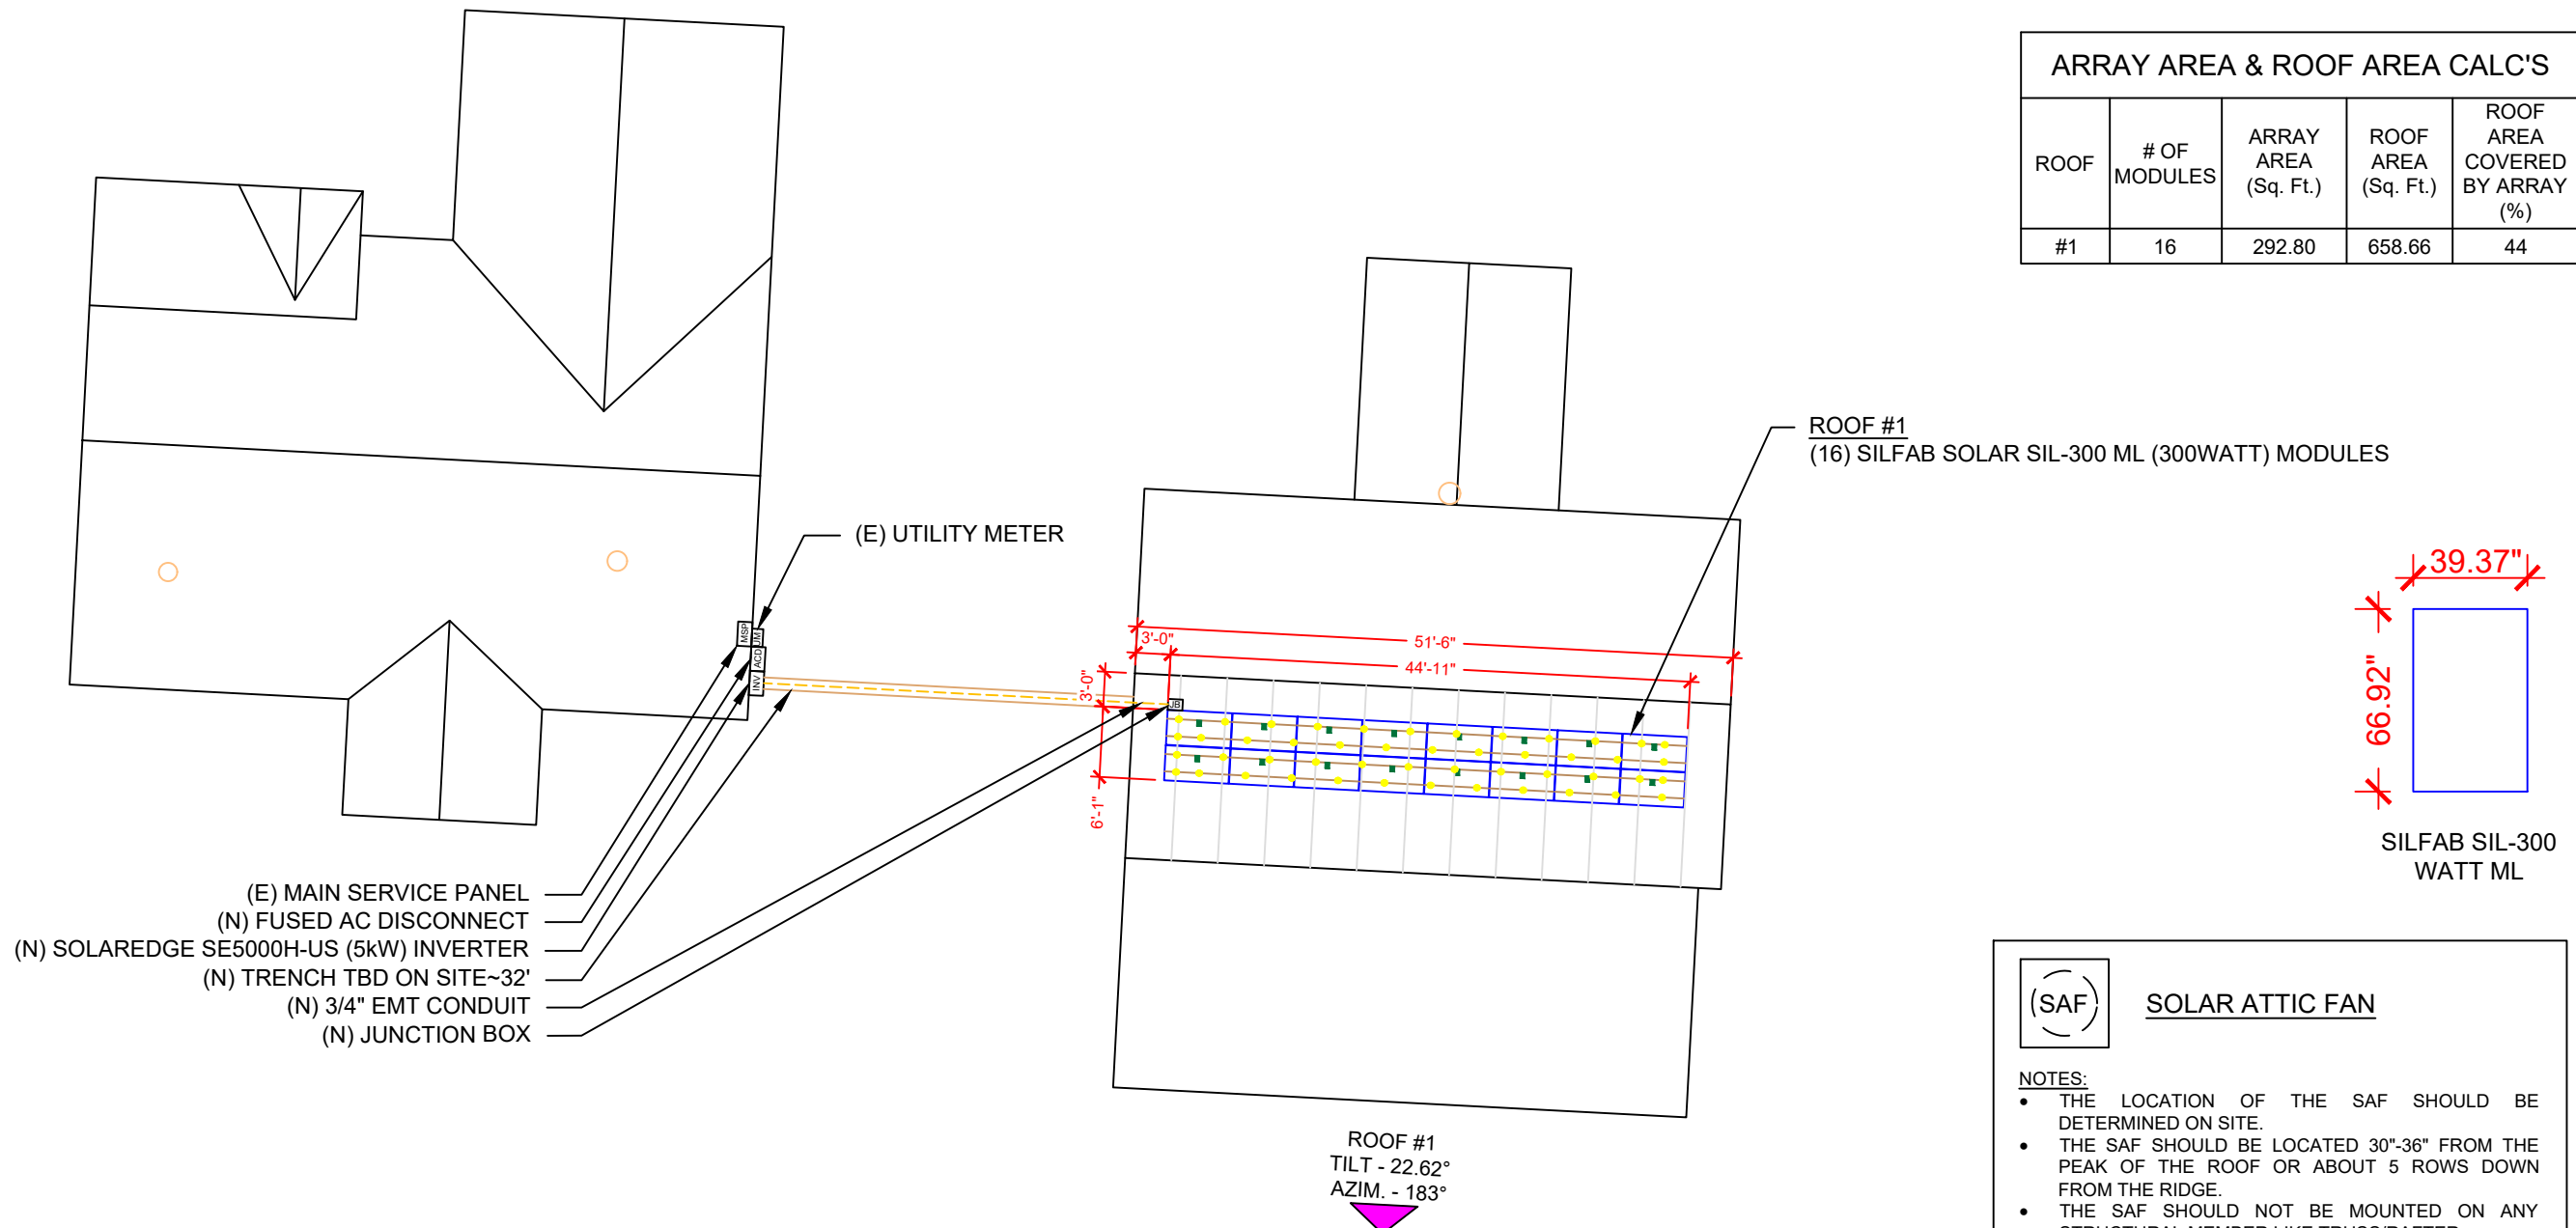 ARRAY AREA & ROOF AREA CALC'S
ROOF
# OF
MODULES
ARRAY
AREA
(Sq. Ft.)
ROOF
AREA
(Sq. Ft.)
ROOF
AREA
COVERED
BY ARRAY
(%)
#1
16
292.80
658.66
44
ROOF #1
(16) SILFAB SOLAR SIL-300 ML (300WATT) MODULES
(E) UTILITY METER
MSP
UM
ACD
INV
JB
3'-0"
51'-6"
44'-11"
3'-0"
6'-1"
39.37"
66.92"
SILFAB SIL-300
WATT ML
(E) MAIN SERVICE PANEL
(N) FUSED AC DISCONNECT
(N) SOLAREDGE SE5000H-US (5kW) INVERTER
(N) TRENCH TBD ON SITE~32'
(N) 3/4" EMT CONDUIT
(N) JUNCTION BOX
ROOF #1
TILT - 22.62°
AZIM. - 183°
SAF
SOLAR ATTIC FAN
NOTES:
• THE LOCATION OF THE SAF SHOULD BE
DETERMINED ON SITE.
• THE SAF SHOULD BE LOCATED 30"-36" FROM THE
PEAK OF THE ROOF OR ABOUT 5 ROWS DOWN
FROM THE RIDGE.
• THE SAF SHOULD NOT BE MOUNTED ON ANY